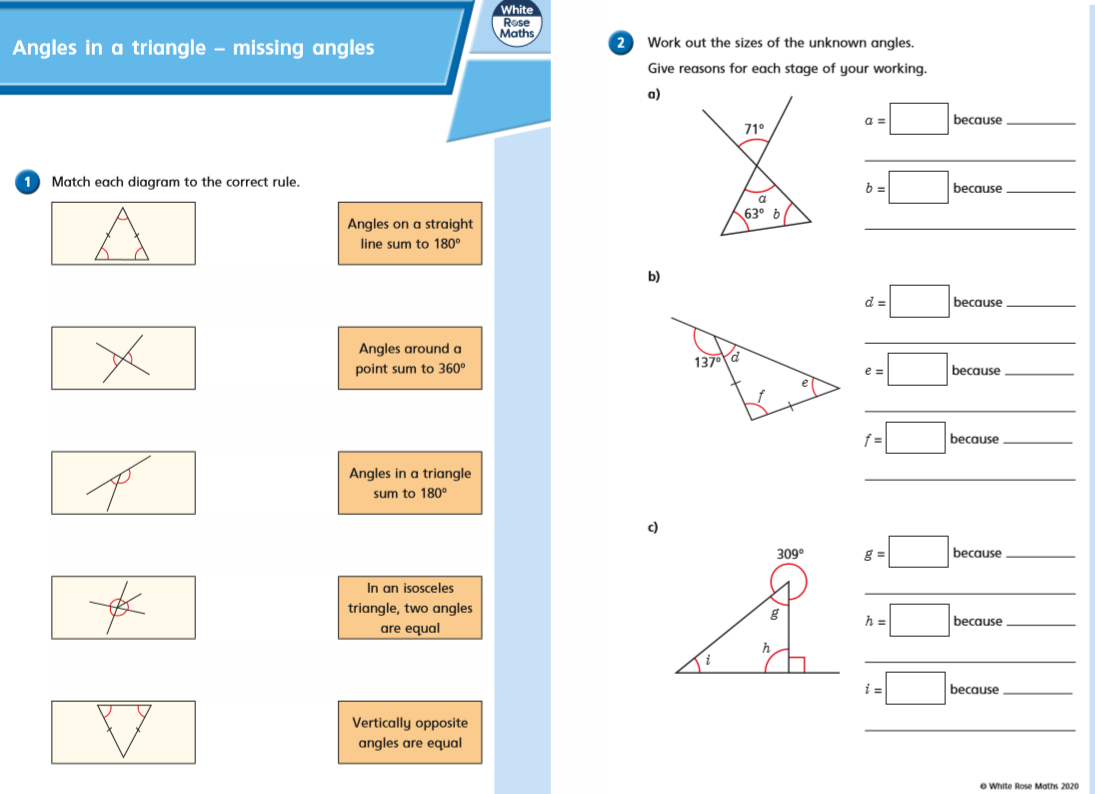 Angles in a triangle – missing angles
White
Rose
Maths
1 Match each diagram to the correct rule.
Angles on a straight
line sum to 180°
Angles around a
point sum to 360°
Angles in a triangle
sum to 180°
In an isosceles
triangle, two angles
are equal
Vertically opposite
angles are equal
2 Work out the sizes of the unknown angles.
Give reasons for each stage of your working.
a)
71°
a
63° b
a = because
b = because
b)
137° d
e
f
d = because
e = because
f = because
c)
309°
g
h
i
g = because
h = because
i = because
© White Rose Maths 2020